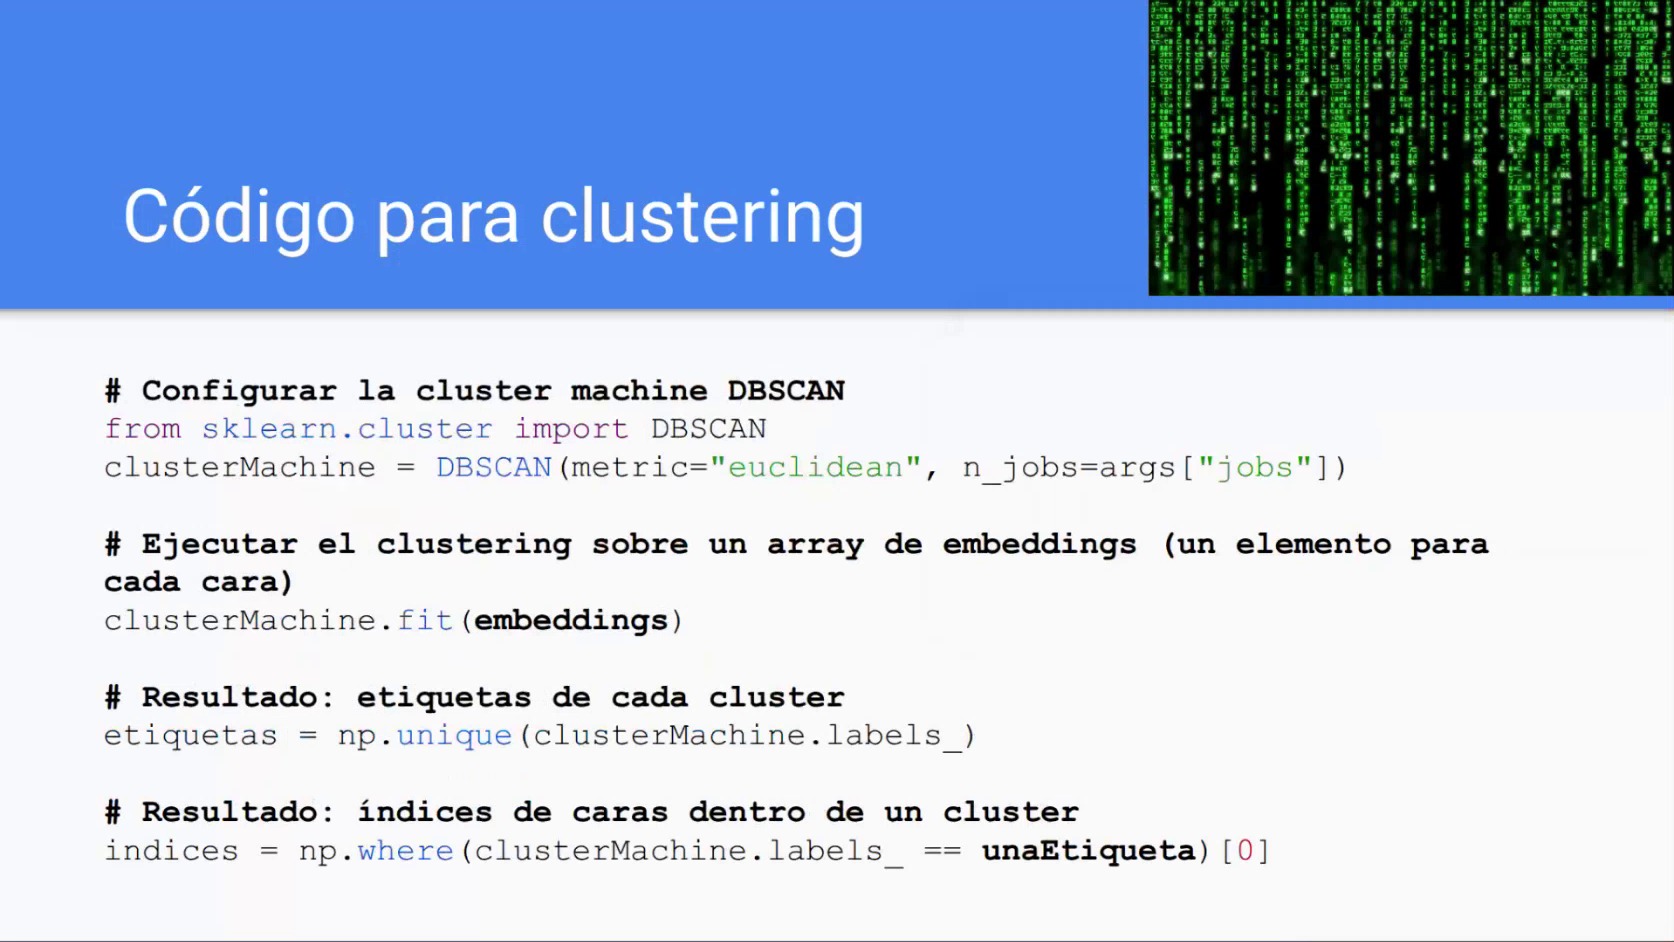 Código para clustering
# Configurar la cluster machine DBSCAN
from sklearn.cluster import DBSCAN
clusterMachine = DBSCAN(metric="euclidean", n_jobs=args["jobs"])
# Ejecutar el clustering sobre un array de embeddings (un elemento para
cada cara)
clusterMachine.fit(embeddings)
# Resultado: etiquetas de cada cluster
etiquetas = np.unique(clusterMachine.labels_)
# Resultado: índices de caras dentro de un cluster
indices = np.where(clusterMachine.labels_ == unaEtiqueta)[0]